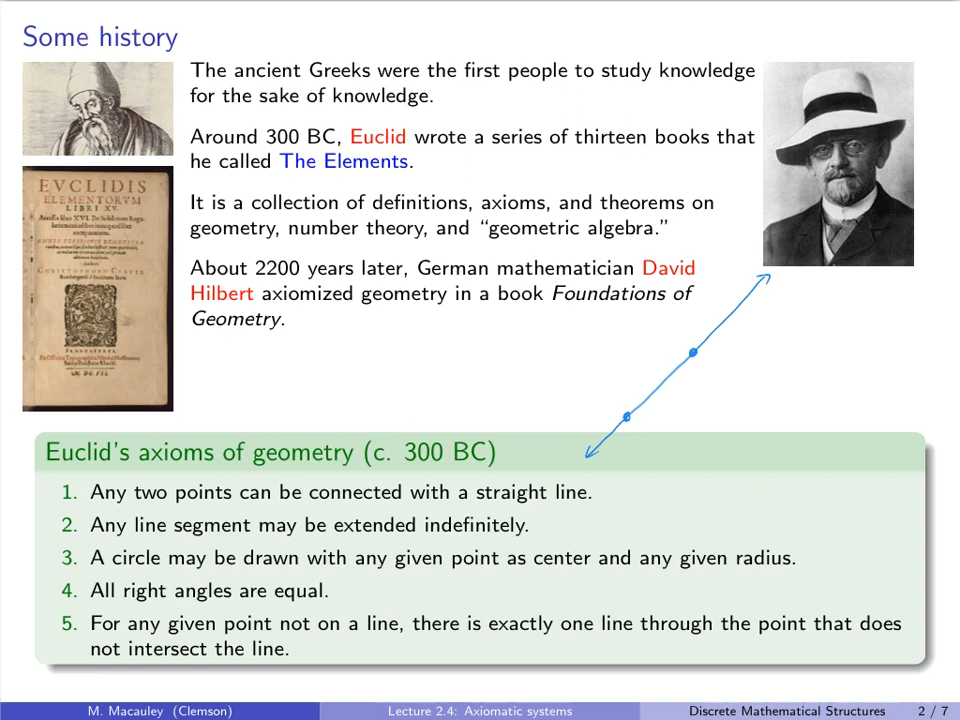 Some history
The ancient Greeks were the first people to study knowledge
for the sake of knowledge.
Around 300 BC, Euclid wrote a series of thirteen books that
he called The Elements.
It is a collection of definitions, axioms, and theorems on
geometry, number theory, and “geometric algebra.”
About 2200 years later, German mathematician David
Hilbert axiomized geometry in a book Foundations of
Geometry.
EVCLIDIS
ELEMENTORVM
LIBRI XV.
Euclid's axioms of geometry (c. 300 BC)
1. Any two points can be connected with a straight line.
2. Any line segment may be extended indefinitely.
3. A circle may be drawn with any given point as center and any given radius.
4. All right angles are equal.
5. For any given point not on a line, there is exactly one line through the point that does
not intersect the line.
M. Macauley (Clemson) Lecture 2.4: Axiomatic systems Discrete Mathematical Structures 2 / 7